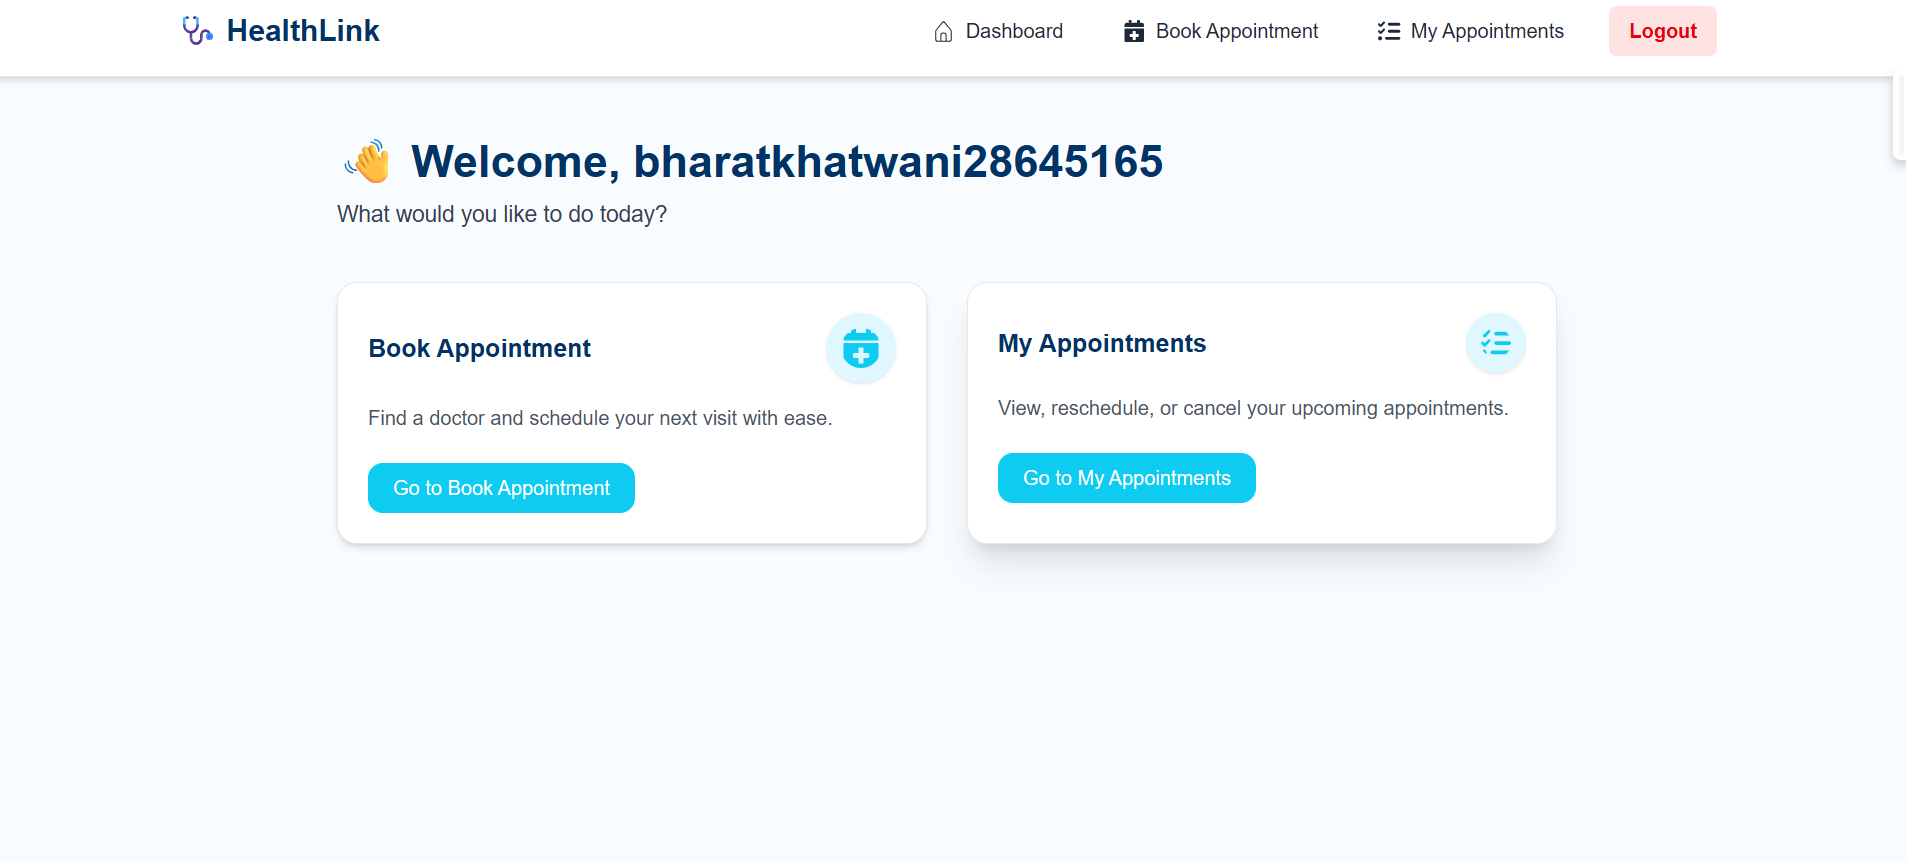 HealthLink
Dashboard
Book Appointment
My Appointments
Logout
Welcome, bharatkhatwani28645165
What would you like to do today?
Book Appointment
Find a doctor and schedule your next visit with ease.
Go to Book Appointment
My Appointments
View, reschedule, or cancel your upcoming appointments.
Go to My Appointments